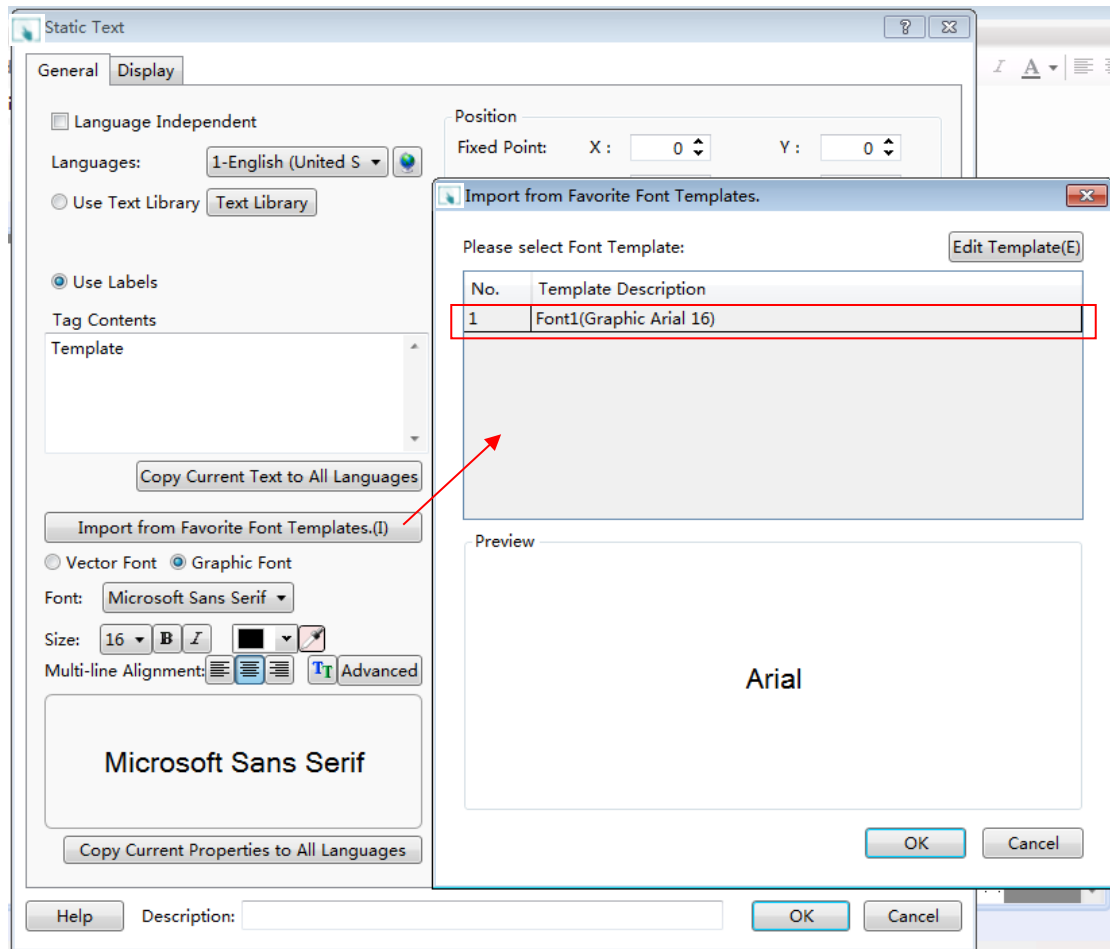 Static Text
General Display
Language Independent
Languages: 1-English (United S
Use Text Library Text Library
Use Labels
Tag Contents
Template
Copy Current Text to All Languages
Import from Favorite Font Templates.(I)
Vector Font Graphic Font
Font: Microsoft Sans Serif
Size: 16 B I
Multi-line Alignment: TT Advanced
Microsoft Sans Serif
Copy Current Properties to All Languages
Help Description: OK Cancel
Position
Fixed Point: X : 0 Y : 0
I A
Import from Favorite Font Templates.
Please select Font Template: Edit Template(E)
No. Template Description
1 Font1(Graphic Arial 16)
Preview
Arial
OK Cancel